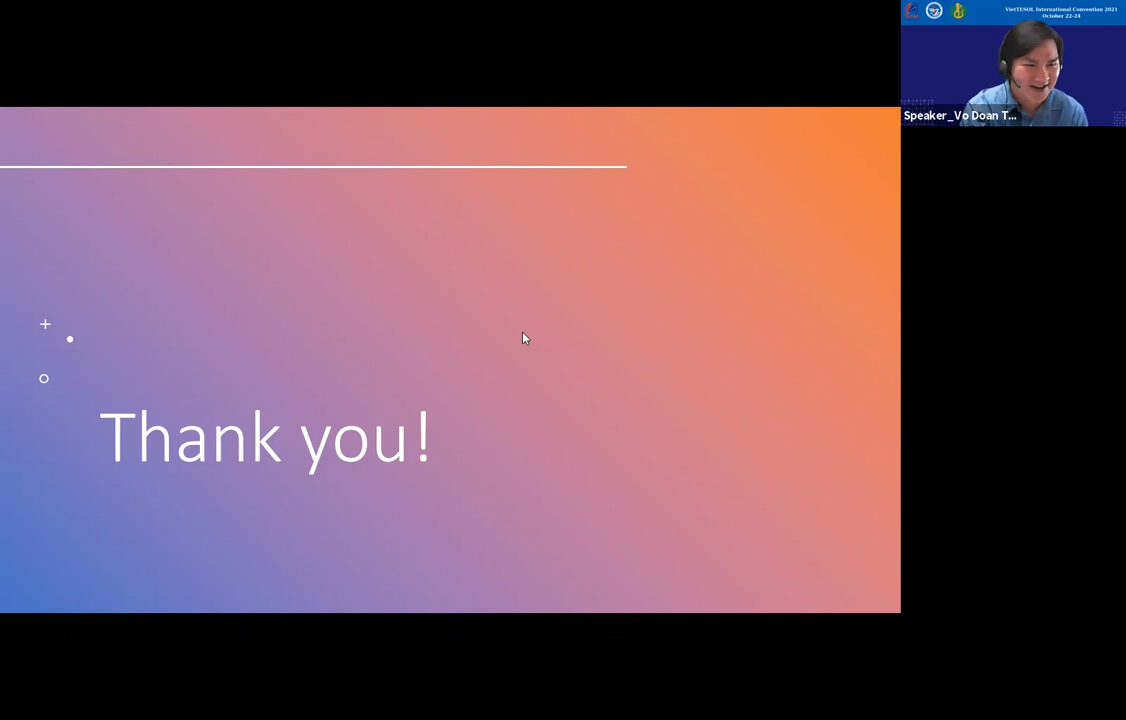 VietTESOL International Convention 2021
October 22-24
Speaker_Vo Doan T...
Thank you!